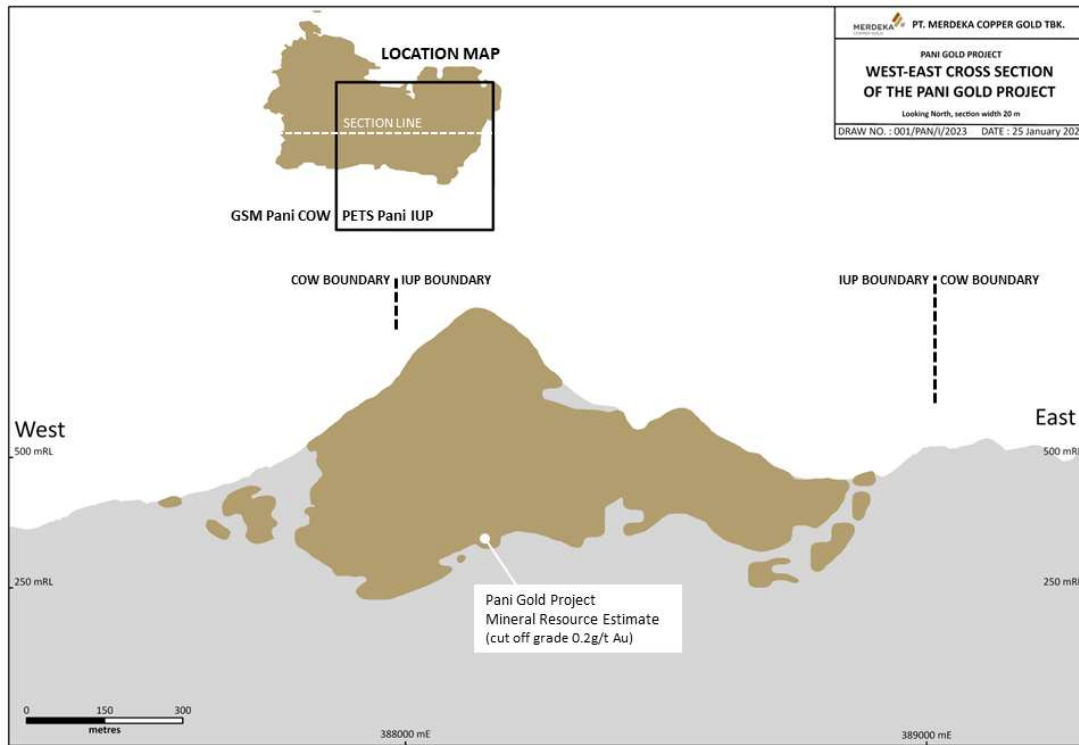 MERDEKA
COPPER GOLD
PT. MERDEKA COPPER GOLD TBK.
PANI GOLD PROJECT
WEST-EAST CROSS SECTION
OF THE PANI GOLD PROJECT
Looking North, section width 20 m
DRAW NO. : 001/PAN/I/2023 DATE : 25 January 202
LOCATION MAP
SECTION LINE
GSM Pani COW PETS Pani IUP
COW BOUNDARY IUP BOUNDARY
IUP BOUNDARY COW BOUNDARY
West
East
500 mRL
500 mRL
250 mRL
250 mRL
Pani Gold Project
Mineral Resource Estimate
(cut off grade 0.2g/t Au)
0 150 300
metres
388000 mE
389000 mE